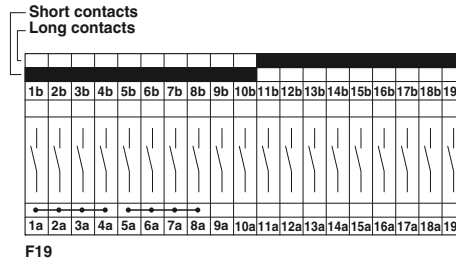 Short contacts
Long contacts
1b 2b 3b 4b 5b 6b 7b 8b 9b 10b 11b 12b 13b 14b 15b 16b 17b 18b 19
1a 2a 3a 4a 5a 6a 7a 8a 9a 10a 11a 12a 13a 14a 15a 16a 17a 18a 19
F19